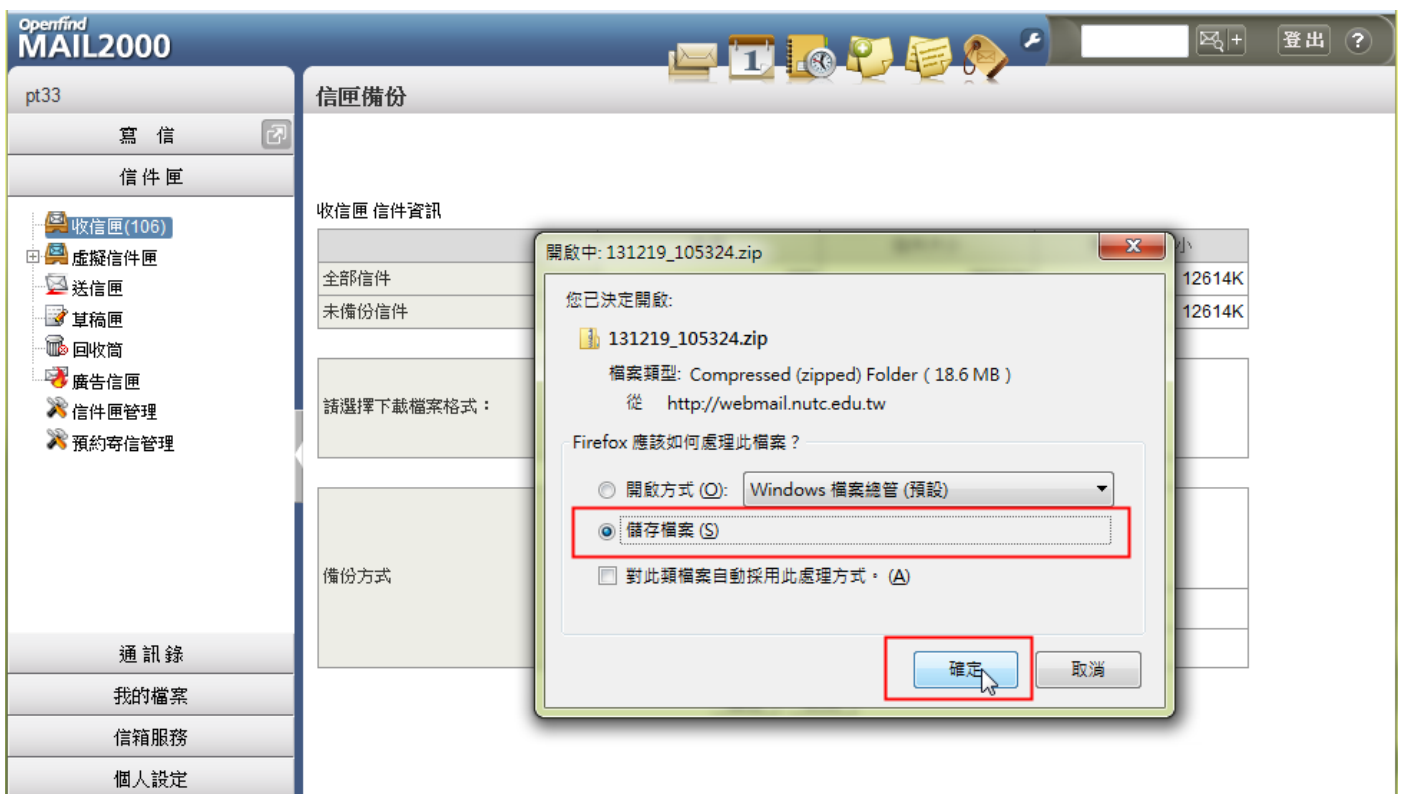 Openfind
MAIL2000
登出
?
pt33
信匣備份
寫 信
信件匣
收信匣(106)
虛擬信件匣
送信匣
草稿匣
回收筒
廣告信匣
信件匣管理
預約寄信管理
通訊錄
我的檔案
信箱服務
個人設定
收信匣 信件資訊
小
全部信件 12614K
未備份信件 12614K
請選擇下載檔案格式：
備份方式
開啟中: 131219_105324.zip
您已決定開啟:
131219_105324.zip
檔案類型: Compressed (zipped) Folder ( 18.6 MB )
從 http://webmail.nutc.edu.tw
Firefox 應該如何處理此檔案？
開啟方式 (O): Windows 檔案總管 (預設)
儲存檔案 (S)
對此類檔案自動採用此處理方式。 (A)
確定 取消